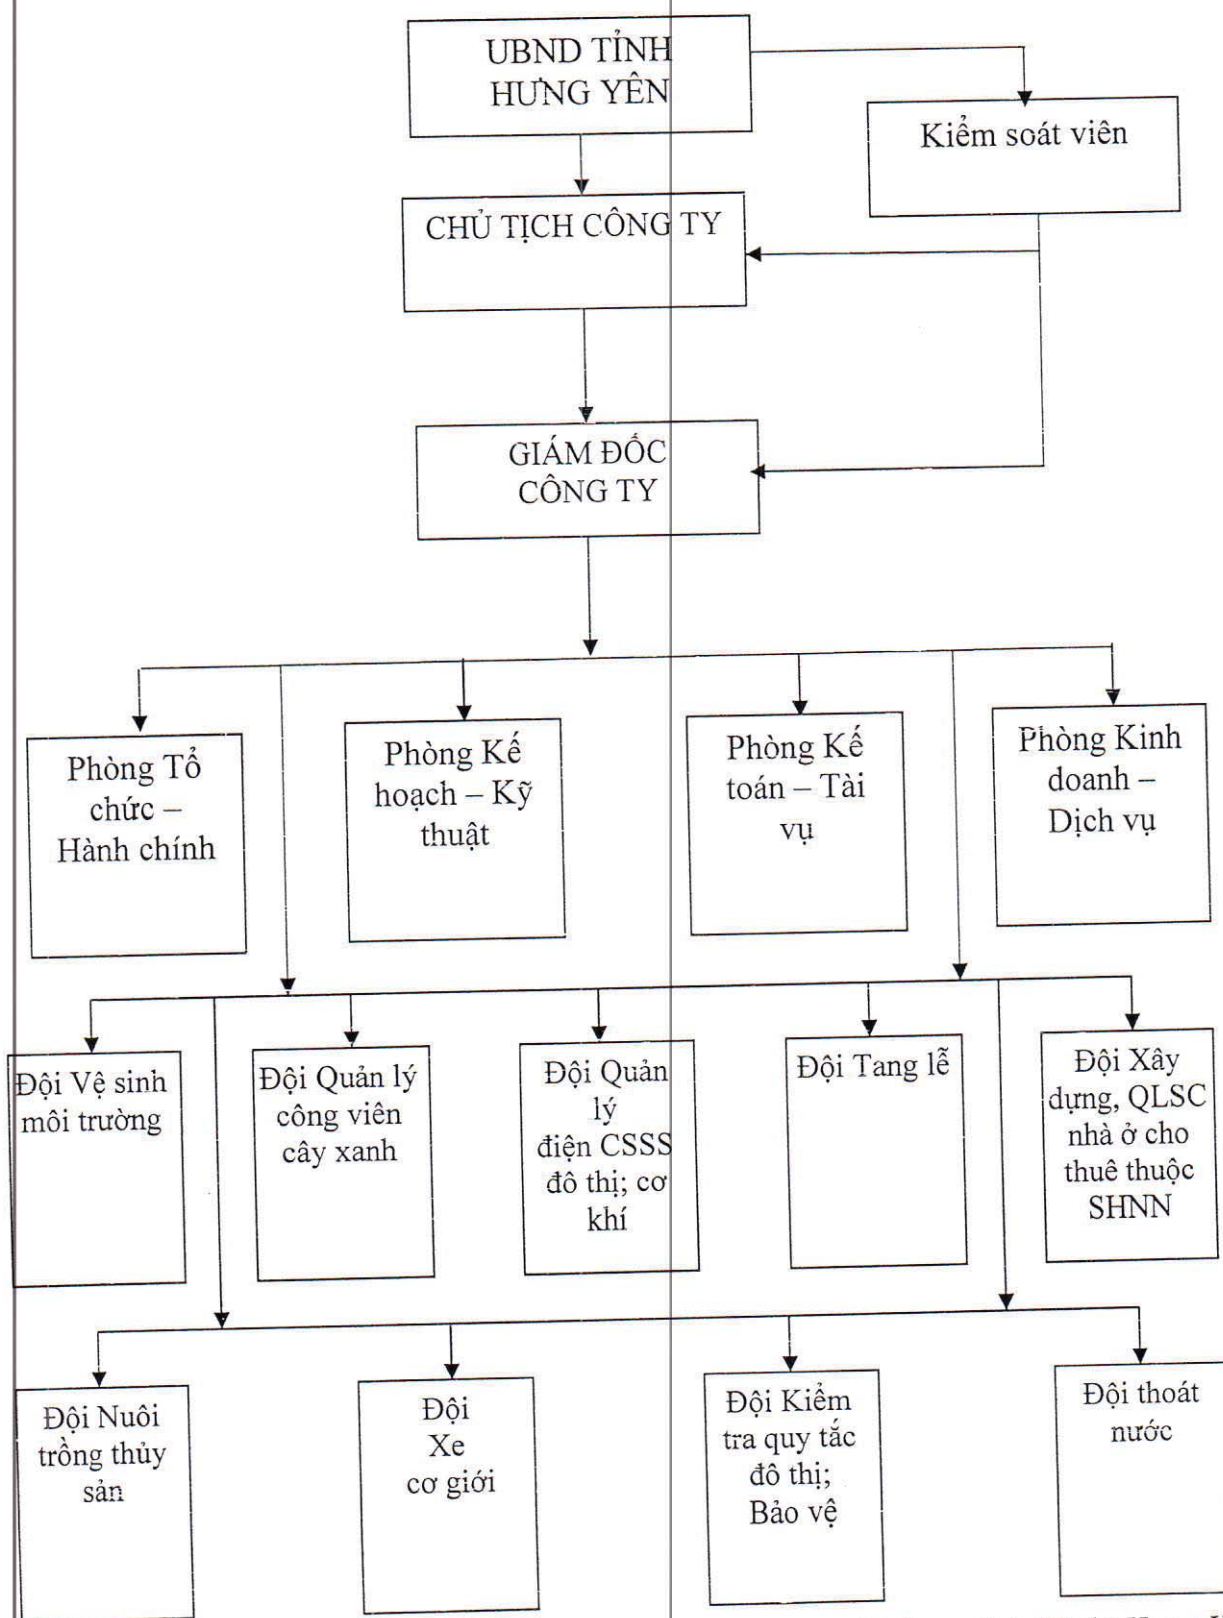 UBND TỈNH
HƯNG YÊN
Kiểm soát viên
CHỦ TỊCH CÔNG TY
GIÁM ĐỐC
CÔNG TY
Phòng Tổ
chức –
Hành chính
Phòng Kế
hoạch – Kỹ
thuật
Phòng Kế
toán – Tài
vụ
Phòng Kinh
doanh –
Dịch vụ
Đội Vệ sinh
môi trường
Đội Quản lý
công viên
cây xanh
Đội Quản
lý
điện CSSS
đô thị; cơ
khí
Đội Tang lễ
Đội Xây
dựng, QLSC
nhà ở cho
thuê thuộc
SHNN
Đội Nuôi
trồng thủy
sản
Đội
Xe
cơ giới
Đội Kiểm
tra quy tắc
đô thị;
Bảo vệ
Đội thoát
nước